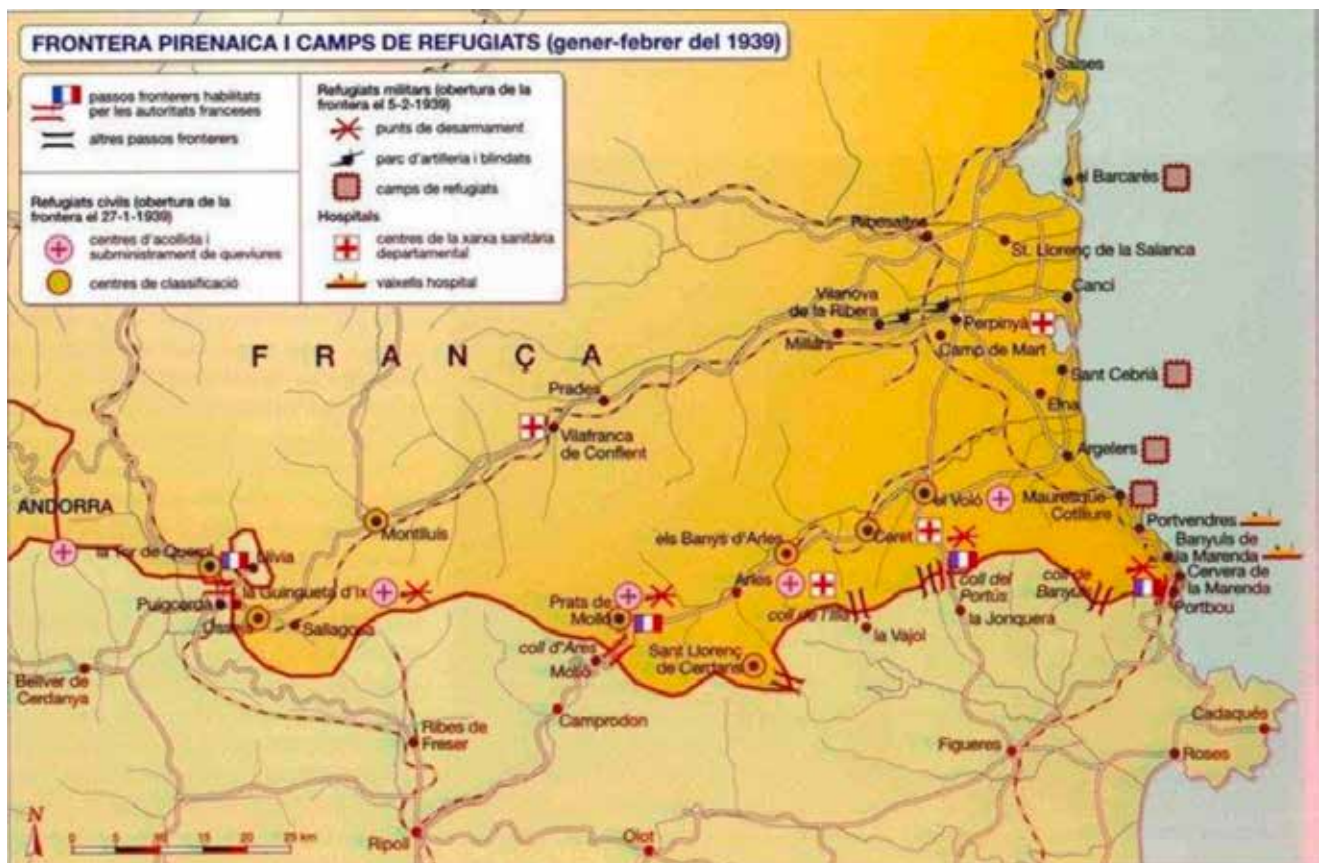 FRONTERA PIRENAICA I CAMPS DE REFUGIATS (gener-febrer del 1939)
passos fronterers habilitats
per les autoritats franceses
altres passos fronterers
Refugiats civils (obertura de la
frontera el 27-1-1939)
centres d'acollida i
subministrament de queviures
centres de classificació
Refugiats militars (obertura de la
frontera el 5-2-1939)
punts de desarmament
parc d'artilleria i blindats
camps de refugiats
Hospitals
centres de la xarxa sanitària
departamental
vaixells hospital
Salses
el Barcarès
Ribesaltes
St. Llorenç de la Salanca
Canci
Vilanova
de la Ribera
Perpinyà
Millars
Camp de Mart
FRANÇA
Sant Cebrià
Prades
Elna
Vilafranca
de Conflent
Argelers
ANDORRA
el Voló
Cotlliure
Montlluís
Portvendres
la Tor de Querol
Llívia
els Banys d'Arles
Ceret
Banyuls de
la Marenda
Cervera de
la Marenda
Portbou
la Guingueta d'Ix
Puigcerdà
Arles
coll del
Portús
coll de
Banyuls
Prats de
Molló
coll de l'Illa
Sallagosa
la Vajol
la Jonquera
coll d'Ares
Molló
Sant Llorenç
de Cerdans
Bellver de
Cerdanya
Camprodon
Cadaqués
Ribes de
Freser
Figueres
Roses
N
0 5 10 15 20 25 km
Ripoll
Olot